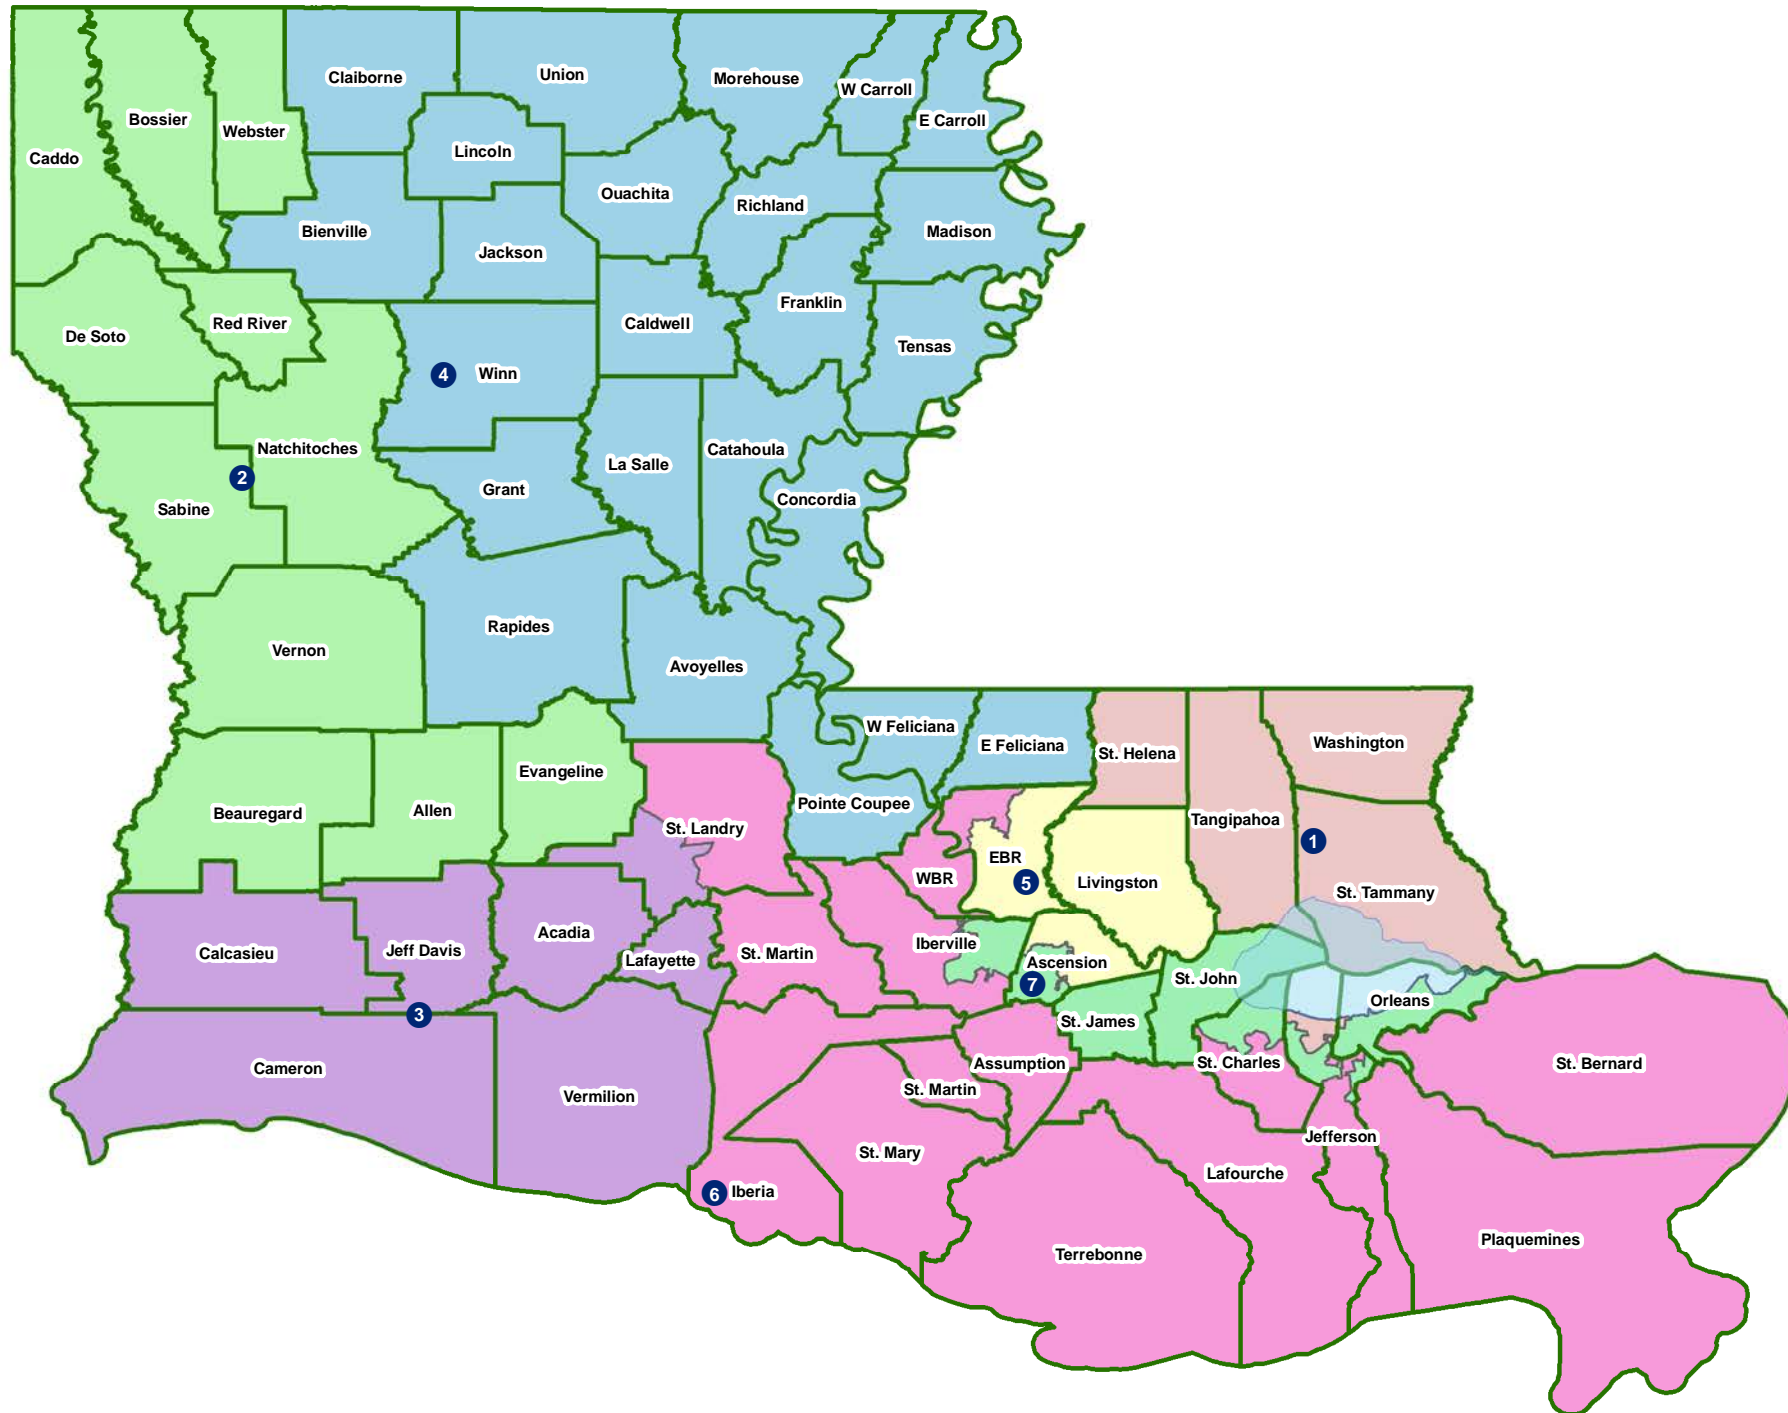 Claiborne
Union
Morehouse
W Carroll
E Carroll
Bossier
Webster
Caddo
Lincoln
Ouachita
Richland
Bienville
Jackson
Madison
Franklin
Red River
De Soto
Caldwell
Tensas
4
Winn
Natchitoches
Catahoula
La Salle
2
Grant
Concordia
Sabine
Rapides
Vernon
Avoyelles
W Feliciana
E Feliciana
St. Helena
Washington
Evangeline
Pointe Coupee
Beauregard
Allen
St. Landry
Tangipahoa
1
EBR
WBR
5
Livingston
St. Tammany
Acadia
Iberville
Calcasieu
Jeff Davis
Lafayette
St. Martin
Ascension
St. John
7
Orleans
3
St. James
Cameron
Assumption
St. Charles
St. Bernard
St. Martin
Vermilion
Jefferson
St. Mary
Lafourche
6
Iberia
Plaquemines
Terrebonne